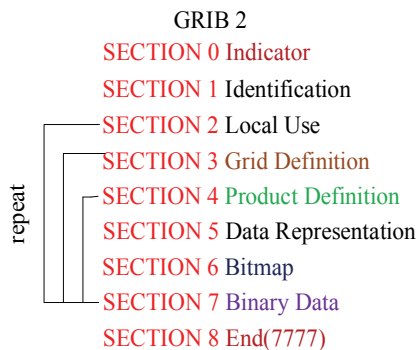 GRIB 2
SECTION 0 Indicator
SECTION 1 Identification
SECTION 2 Local Use
SECTION 3 Grid Definition
SECTION 4 Product Definition
SECTION 5 Data Representation
SECTION 6 Bitmap
SECTION 7 Binary Data
SECTION 8 End(7777)
repeat